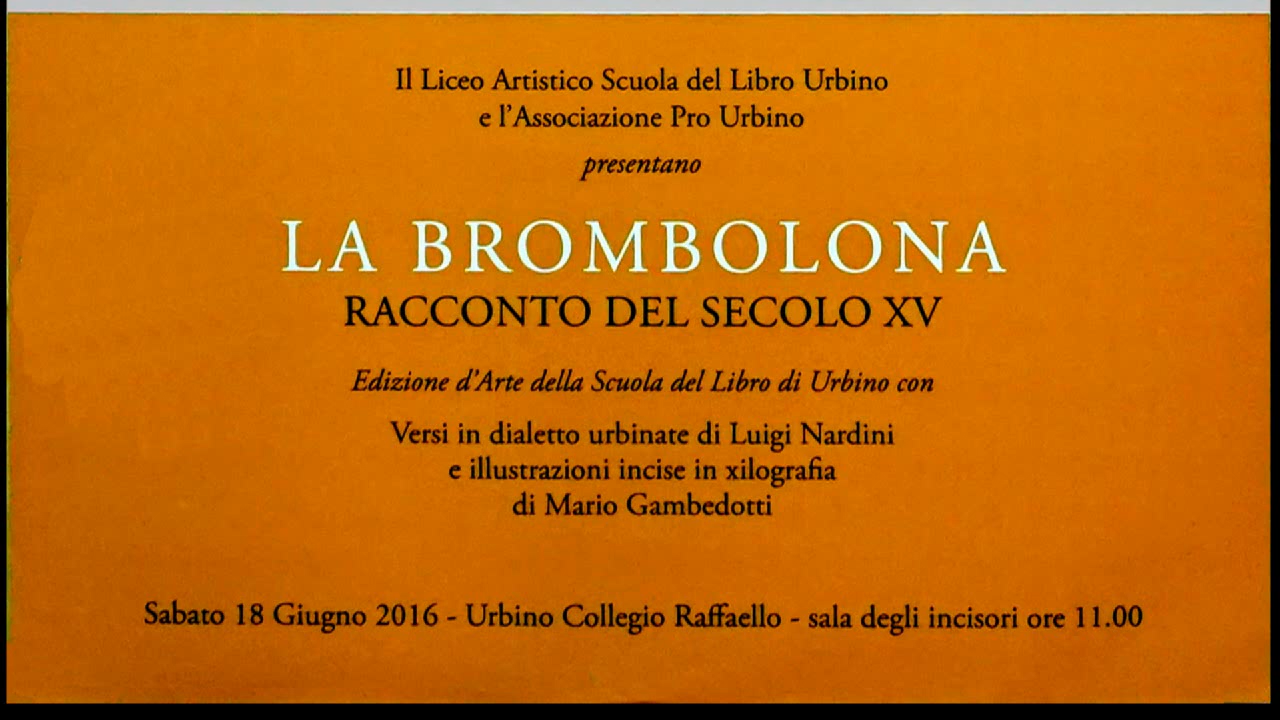 Il Liceo Artistico Scuola del Libro Urbino
e l'Associazione Pro Urbino
presentano
LA BROMBOLONA
RACCONTO DEL SECOLO XV
Edizione d'Arte della Scuola del Libro di Urbino con
Versi in dialetto urbinate di Luigi Nardini
e illustrazioni incise in xilografia
di Mario Gambedotti
Sabato 18 Giugno 2016 - Urbino Collegio Raffaello - sala degli incisori ore 11.00